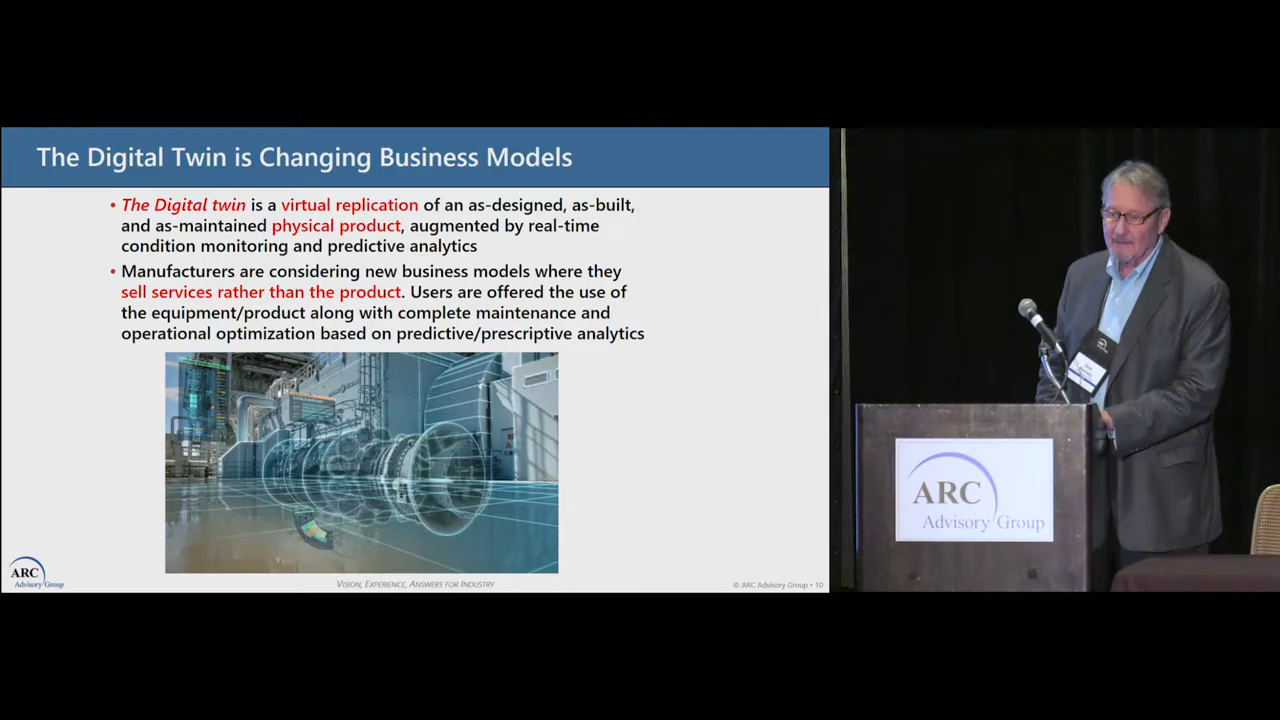 The Digital Twin is Changing Business Models
• The Digital twin is a virtual replication of an as-designed, as-built,
and as-maintained physical product, augmented by real-time
condition monitoring and predictive analytics
• Manufacturers are considering new business models where they
sell services rather than the product. Users are offered the use of
the equipment/product along with complete maintenance and
operational optimization based on predictive/prescriptive analytics
ARC
Advisory Group
VISION, EXPERIENCE, ANSWERS FOR INDUSTRY
© ARC Advisory Group • 10
ARC
Advisory Group